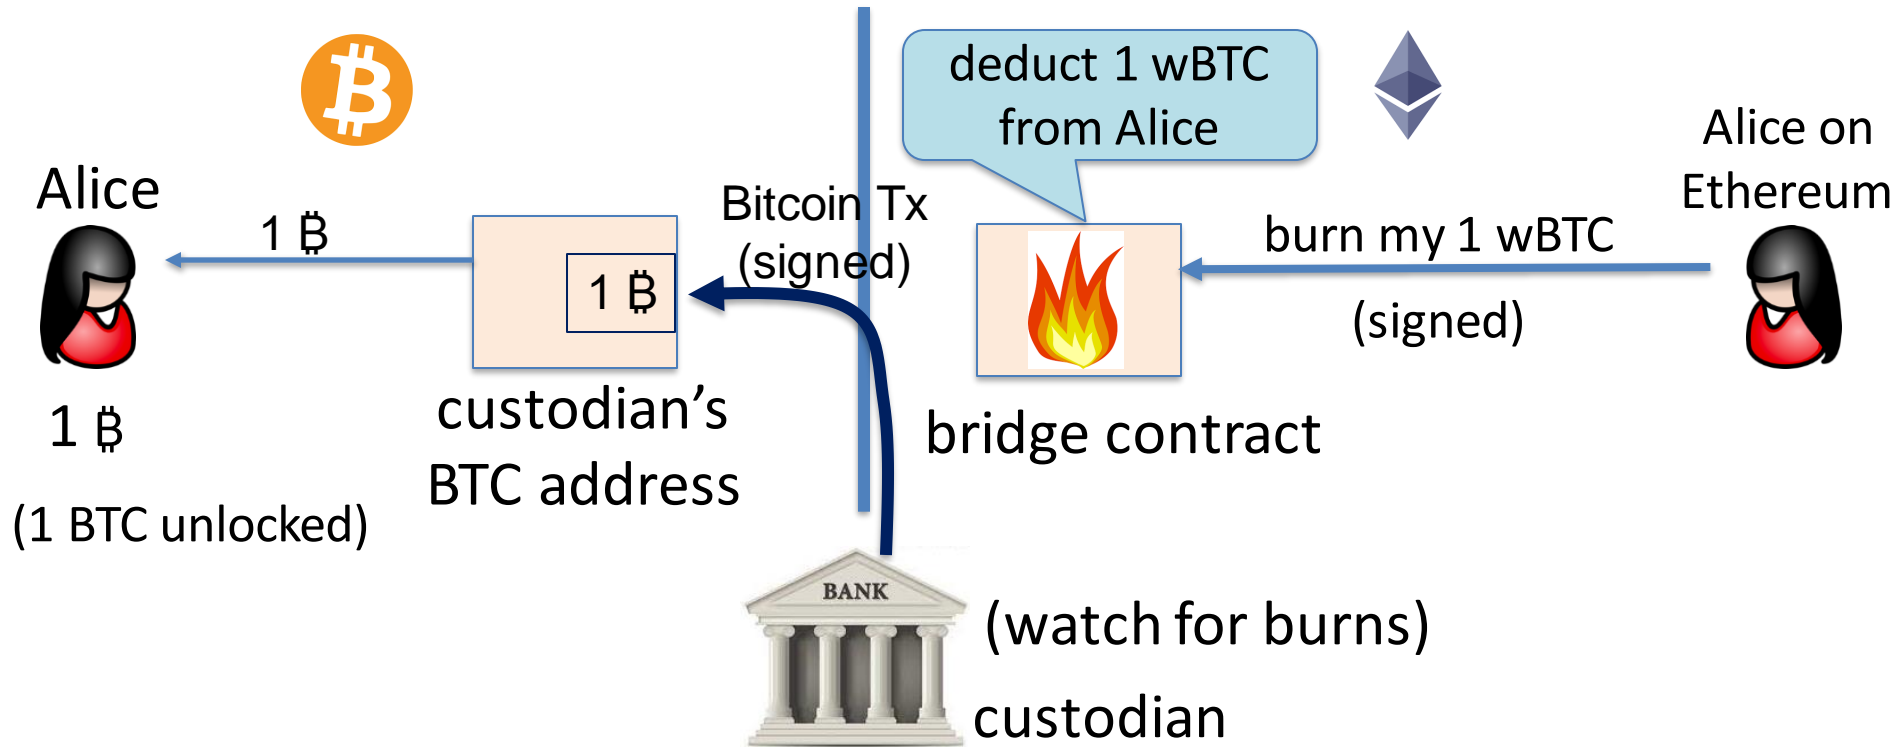 deduct 1 wBTC
from Alice
Alice on
Ethereum
Alice
1 ₿
1 ₿
Bitcoin Tx
(signed)
burn my 1 wBTC
(signed)
1 ₿
custodian’s
BTC address
bridge contract
(1 BTC unlocked)
BANK
(watch for burns)
custodian